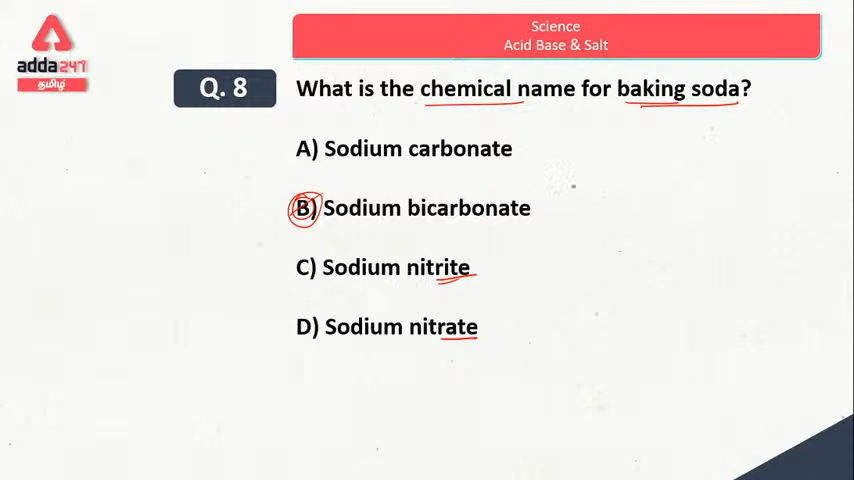 Science
Acid Base & Salt
adda247
தமிழ்
Q. 8
What is the chemical name for baking soda?
A) Sodium carbonate
B) Sodium bicarbonate
C) Sodium nitrite
D) Sodium nitrate